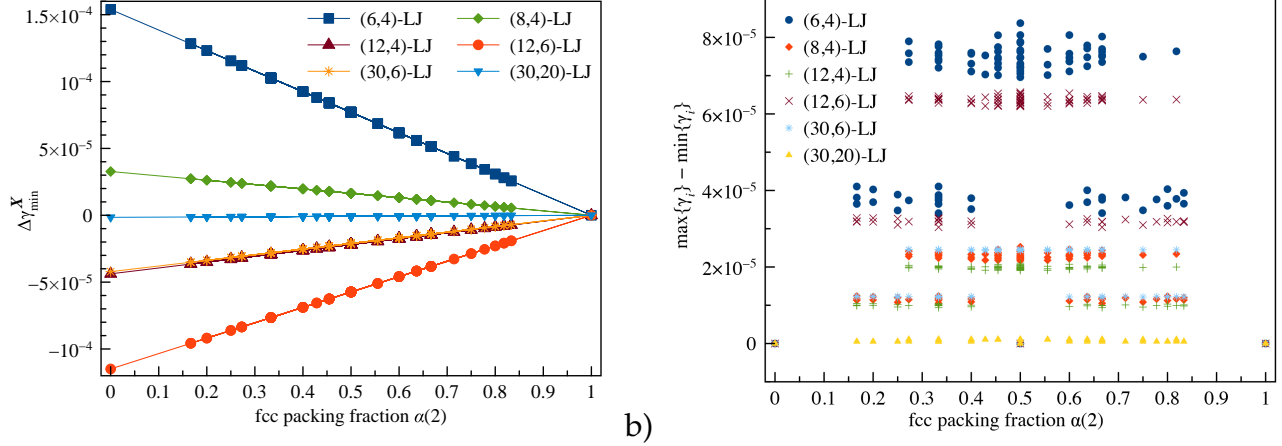 1.5×10⁻⁴
10⁻⁴
5×10⁻⁵
0
−5×10⁻⁵
−10⁻⁴
Δγ_min^X
(6,4)-LJ
(8,4)-LJ
(12,4)-LJ
(12,6)-LJ
(30,6)-LJ
(30,20)-LJ
0 0.1 0.2 0.3 0.4 0.5 0.6 0.7 0.8 0.9 1
fcc packing fraction α(2)
b)
8×10⁻⁵
6×10⁻⁵
4×10⁻⁵
2×10⁻⁵
0
max{γ_i} − min{γ_i}
(6,4)-LJ
(8,4)-LJ
(12,4)-LJ
(12,6)-LJ
(30,6)-LJ
(30,20)-LJ
0 0.1 0.2 0.3 0.4 0.5 0.6 0.7 0.8 0.9 1
fcc packing fraction α(2)